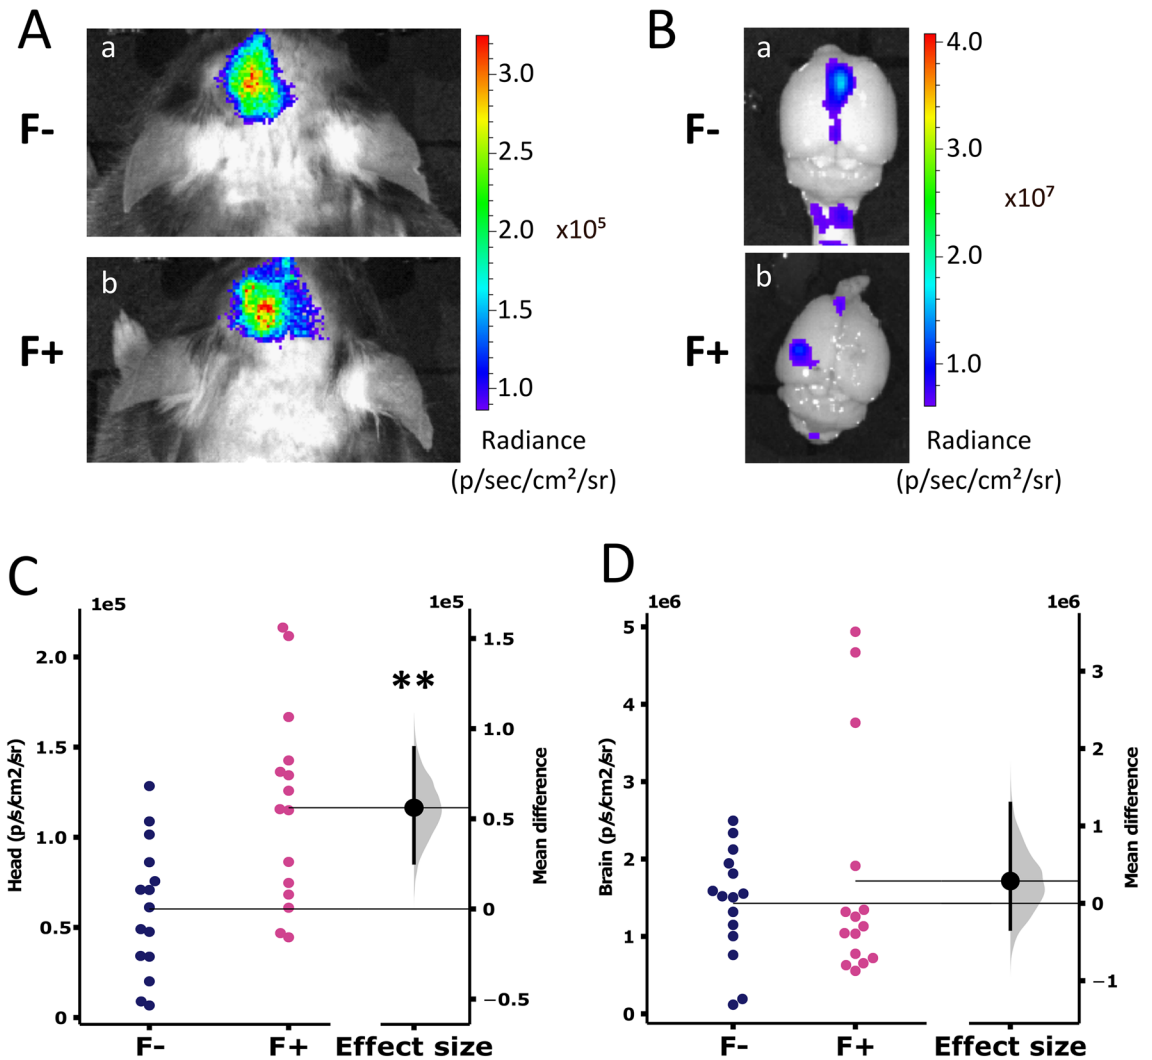 A
a
F-
b
F+
3.0
2.5
2.0
1.5
1.0
x10⁵
Radiance
(p/sec/cm²/sr)
B
a
F-
b
F+
4.0
3.0
2.0
1.0
x10⁷
Radiance
(p/sec/cm²/sr)
C
1e5
1e5
Head (p/s/cm2/sr)
2.0
1.5
1.0
0.5
0
**
1.5
1.0
0.5
0
−0.5
Mean difference
F-
F+
Effect size
D
1e6
1e6
Brain (p/s/cm2/sr)
5
4
3
2
1
0
3
2
1
0
−1
Mean difference
F-
F+
Effect size